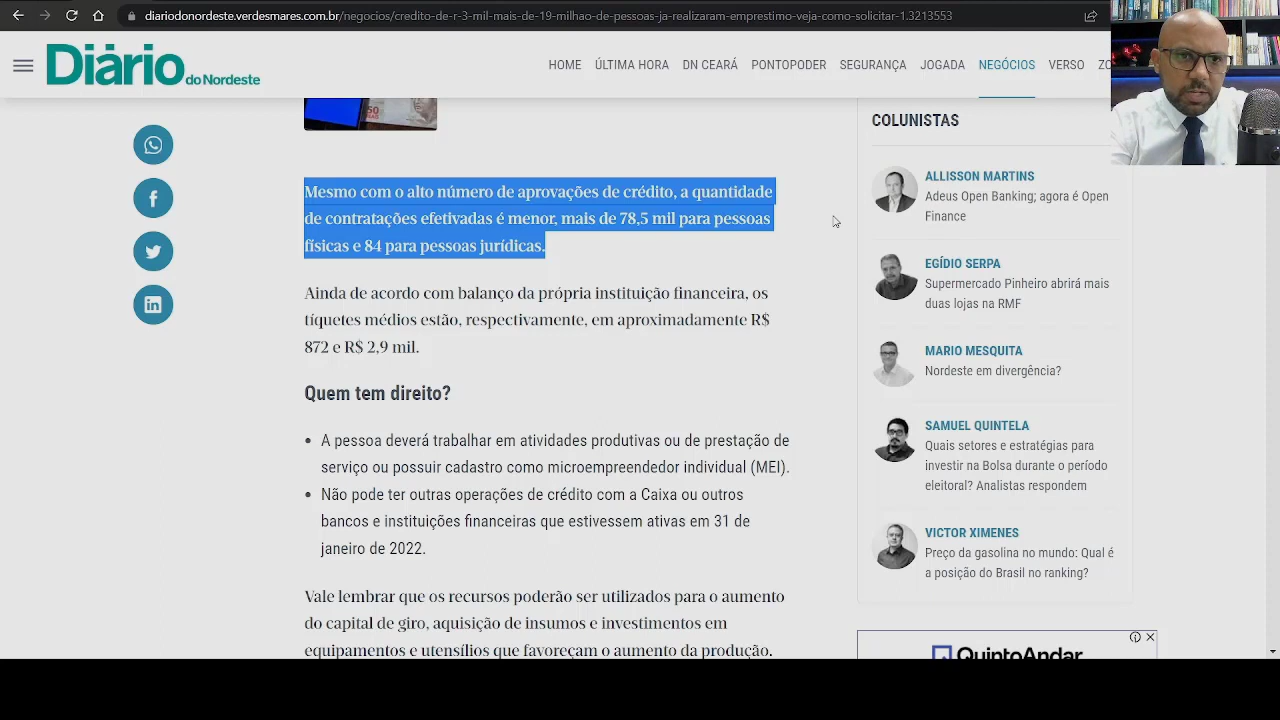 diariodonordeste.verdesmares.com.br/negocios/credito-de-r-3-mil-mais-de-19-milhao-de-pessoas-ja-realizaram-emprestimo-veja-como-solicitar-1.3213553
Diário do Nordeste
HOME ÚLTIMA HORA DN CEARÁ PONTOPODER SEGURANÇA JOGADA NEGÓCIOS VERSO ZO
Mesmo com o alto número de aprovações de crédito, a quantidade
de contratações efetivadas é menor, mais de 78,5 mil para pessoas
físicas e 84 para pessoas jurídicas.
Ainda de acordo com balanço da própria instituição financeira, os
tíquetes médios estão, respectivamente, em aproximadamente R$
872 e R$ 2,9 mil.
Quem tem direito?
• A pessoa deverá trabalhar em atividades produtivas ou de prestação de
serviço ou possuir cadastro como microempreendedor individual (MEI).
• Não pode ter outras operações de crédito com a Caixa ou outros
bancos e instituições financeiras que estivessem ativas em 31 de
janeiro de 2022.
Vale lembrar que os recursos poderão ser utilizados para o aumento
do capital de giro, aquisição de insumos e investimentos em
equipamentos e utensílios que favoreçam o aumento da produção.
COLUNISTAS
ALLISSON MARTINS
Adeus Open Banking; agora é Open
Finance
EGÍDIO SERPA
Supermercado Pinheiro abrirá mais
duas lojas na RMF
MARIO MESQUITA
Nordeste em divergência?
SAMUEL QUINTELA
Quais setores e estratégias para
investir na Bolsa durante o período
eleitoral? Analistas respondem
VICTOR XIMENES
Preço da gasolina no mundo: Qual é
a posição do Brasil no ranking?
QuintoAndar